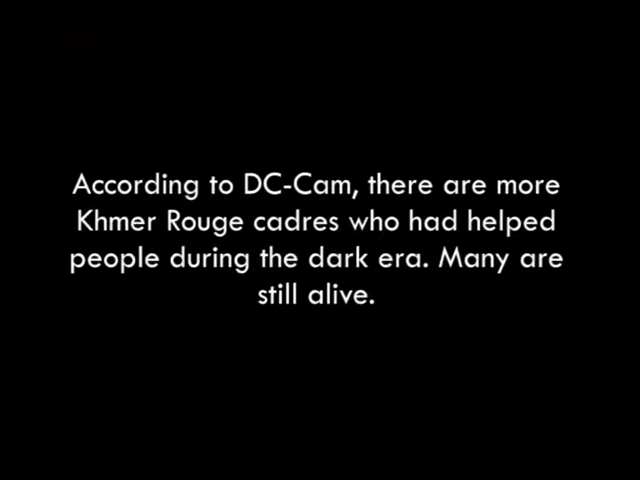 According to DC-Cam, there are more
Khmer Rouge cadres who had helped
people during the dark era. Many are
still alive.